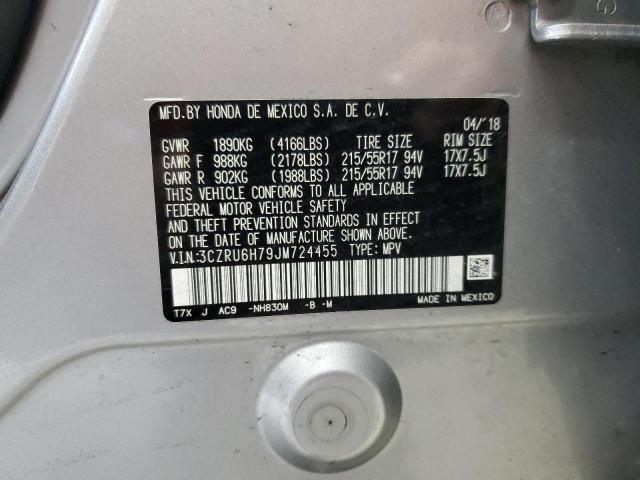 MFD.BY HONDA DE MEXICO S.A. DE C.V.
04/'18
GVWR 1890KG (4166LBS) TIRE SIZE RIM SIZE
GAWR F 988KG (2178LBS) 215/55R17 94V 17X7.5J
GAWR R 902KG (1988LBS) 215/55R17 94V 17X7.5J
THIS VEHICLE CONFORMS TO ALL APPLICABLE
FEDERAL MOTOR VEHICLE SAFETY
AND THEFT PREVENTION STANDARDS IN EFFECT
ON THE DATE OF MANUFACTURE SHOWN ABOVE.
V.I.N:3CZRU6H79JM724455 TYPE: MPV
T7X J AC9 -NH830M -B -M MADE IN MEXICO